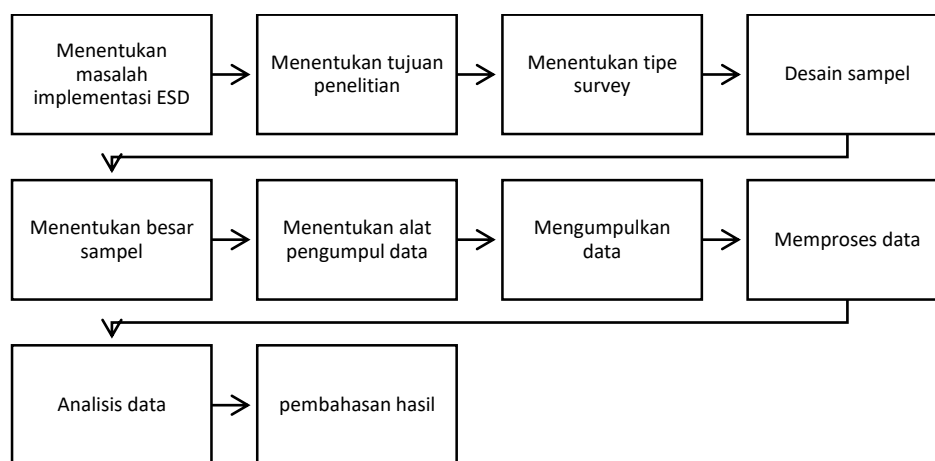 Menentukan
masalah
implementasi ESD
Menentukan tujuan
penelitian
Menentukan tipe
survey
Desain sampel
Menentukan besar
sampel
Menentukan alat
pengumpul data
Mengumpulkan
data
Memproses data
Analisis data
pembahasan hasil